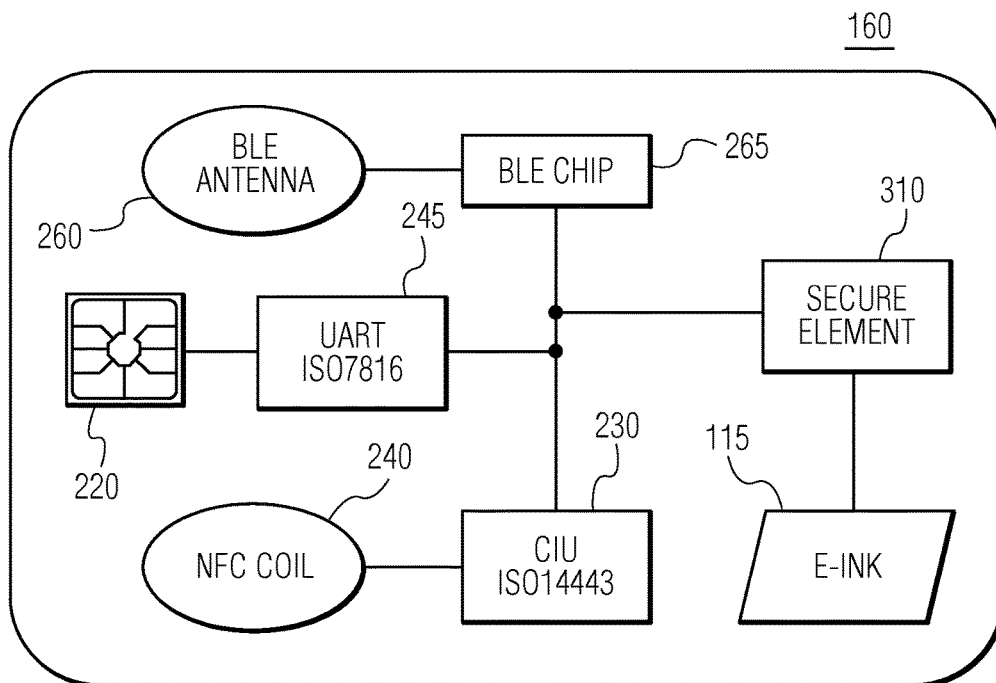 160
BLE
ANTENNA
BLE CHIP
265
260
245
310
UART
ISO7816
SECURE
ELEMENT
220
240
230
115
NFC COIL
CIU
ISO14443
E-INK